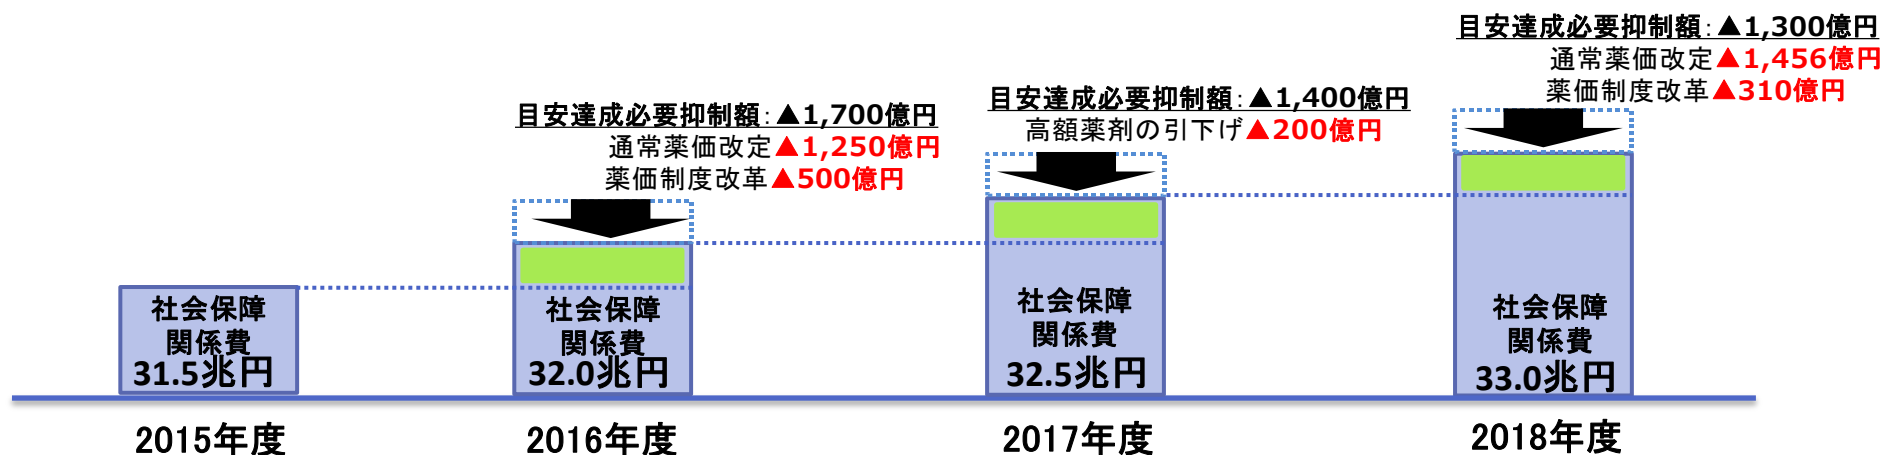 目安達成必要抑制額:▲1,300億円
通常薬価改定▲1,456億円
薬価制度改革▲310億円
目安達成必要抑制額:▲1,400億円
高額薬剤の引下げ▲200億円
目安達成必要抑制額:▲1,700億円
通常薬価改定▲1,250億円
薬価制度改革▲500億円
社会保障
関係費
31.5兆円
社会保障
関係費
32.0兆円
社会保障
関係費
32.5兆円
社会保障
関係費
33.0兆円
2015年度
2016年度
2017年度
2018年度